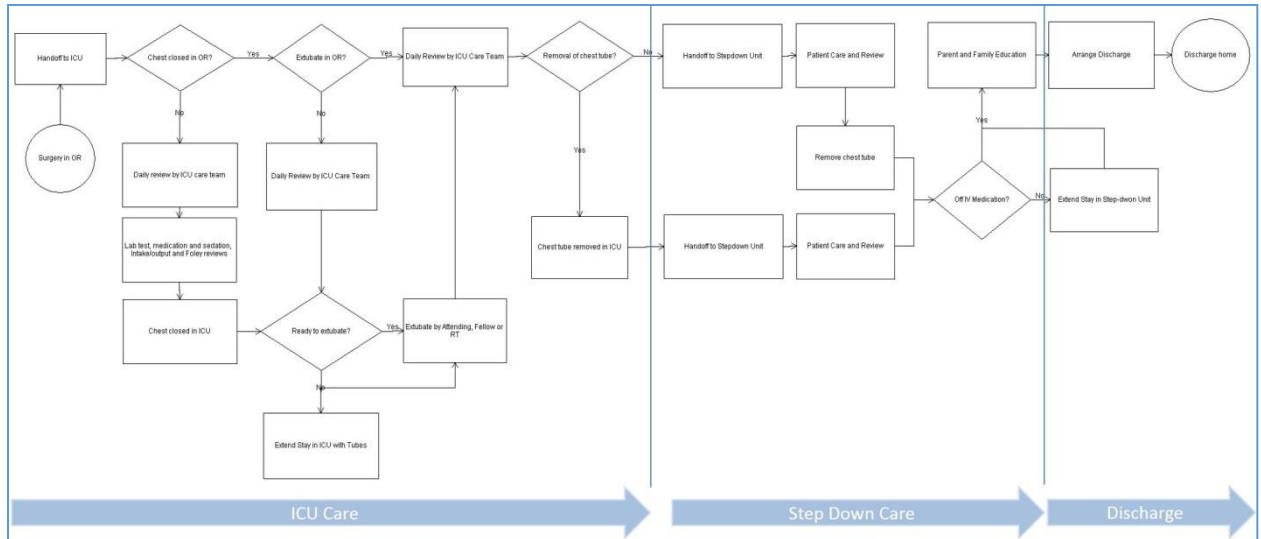 Handoff to ICU
Chest closed in OR?
Yes
Extubate in OR?
Yes
Daily Review by ICU Care Team
Removal of chest tube?
No
Handoff to Stepdown Unit
Patient Care and Review
Parent and Family Education
Arrange Discharge
Discharge home
No
No
Yes
Yes
Surgery in OR
Daily review by ICU care team
Daily Review by ICU Care Team
Remove chest tube
Off IV Medication?
No
Extend Stay in Step-dwon Unit
Lab test, medication and sedation,
Intake/output and Foley reviews
Chest tube removed in ICU
Handoff to Stepdown Unit
Patient Care and Review
Chest closed in ICU
Ready to extubate?
Yes
Extubate by Attending, Fellow or
RT
No
Extend Stay in ICU with Tubes
ICU Care
Step Down Care
Discharge